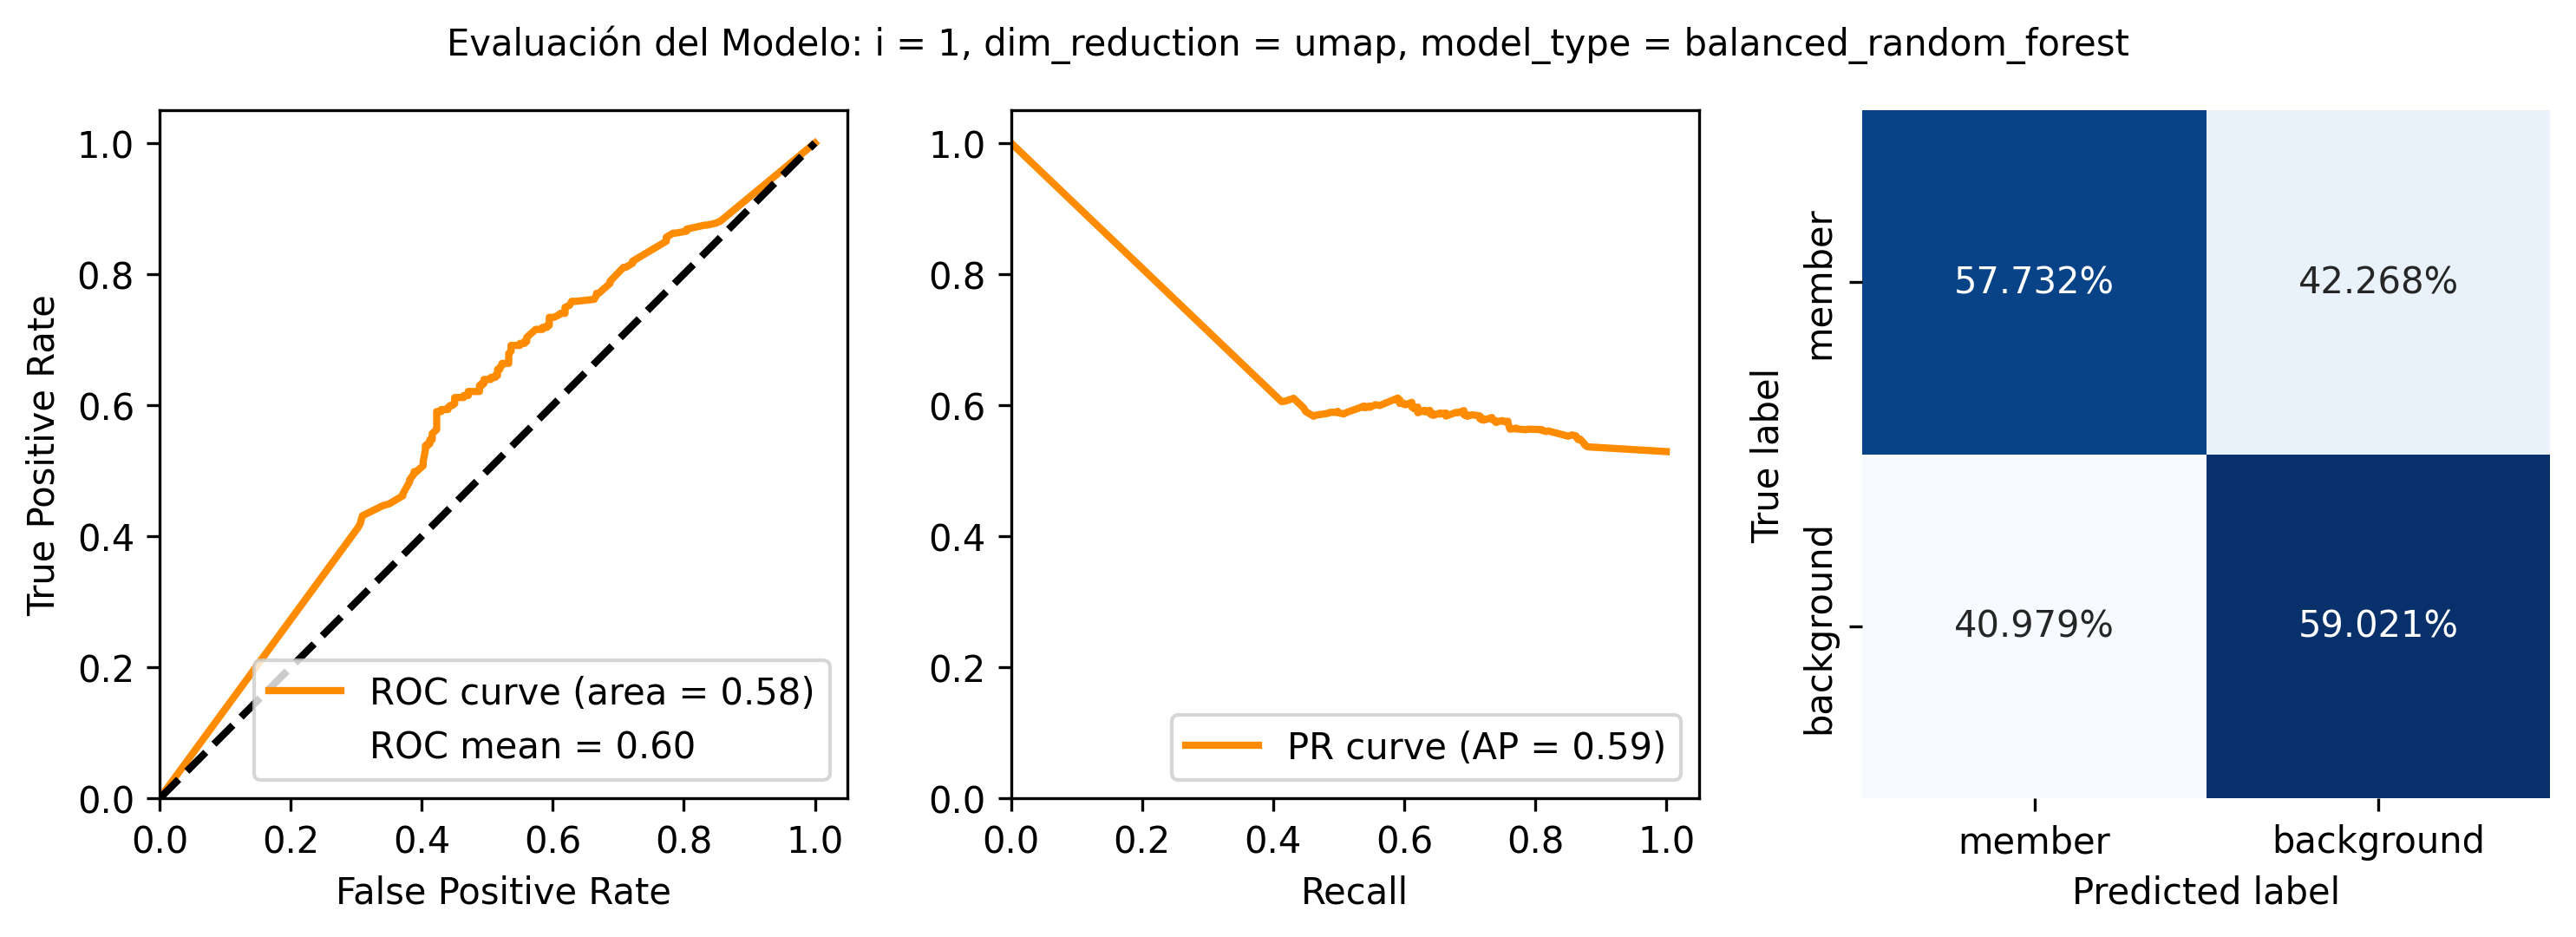 Evaluación del Modelo: i = 1, dim_reduction = umap, model_type = balanced_random_forest
True Positive Rate
1.0
0.8
0.6
0.4
0.2
0.0
0.0 0.2 0.4 0.6 0.8 1.0
False Positive Rate
ROC curve (area = 0.58)
ROC mean = 0.60
1.0
0.8
0.6
0.4
0.2
0.0
0.0 0.2 0.4 0.6 0.8 1.0
Recall
PR curve (AP = 0.59)
True label
member
background
57.732% 42.268%
40.979% 59.021%
member background
Predicted label